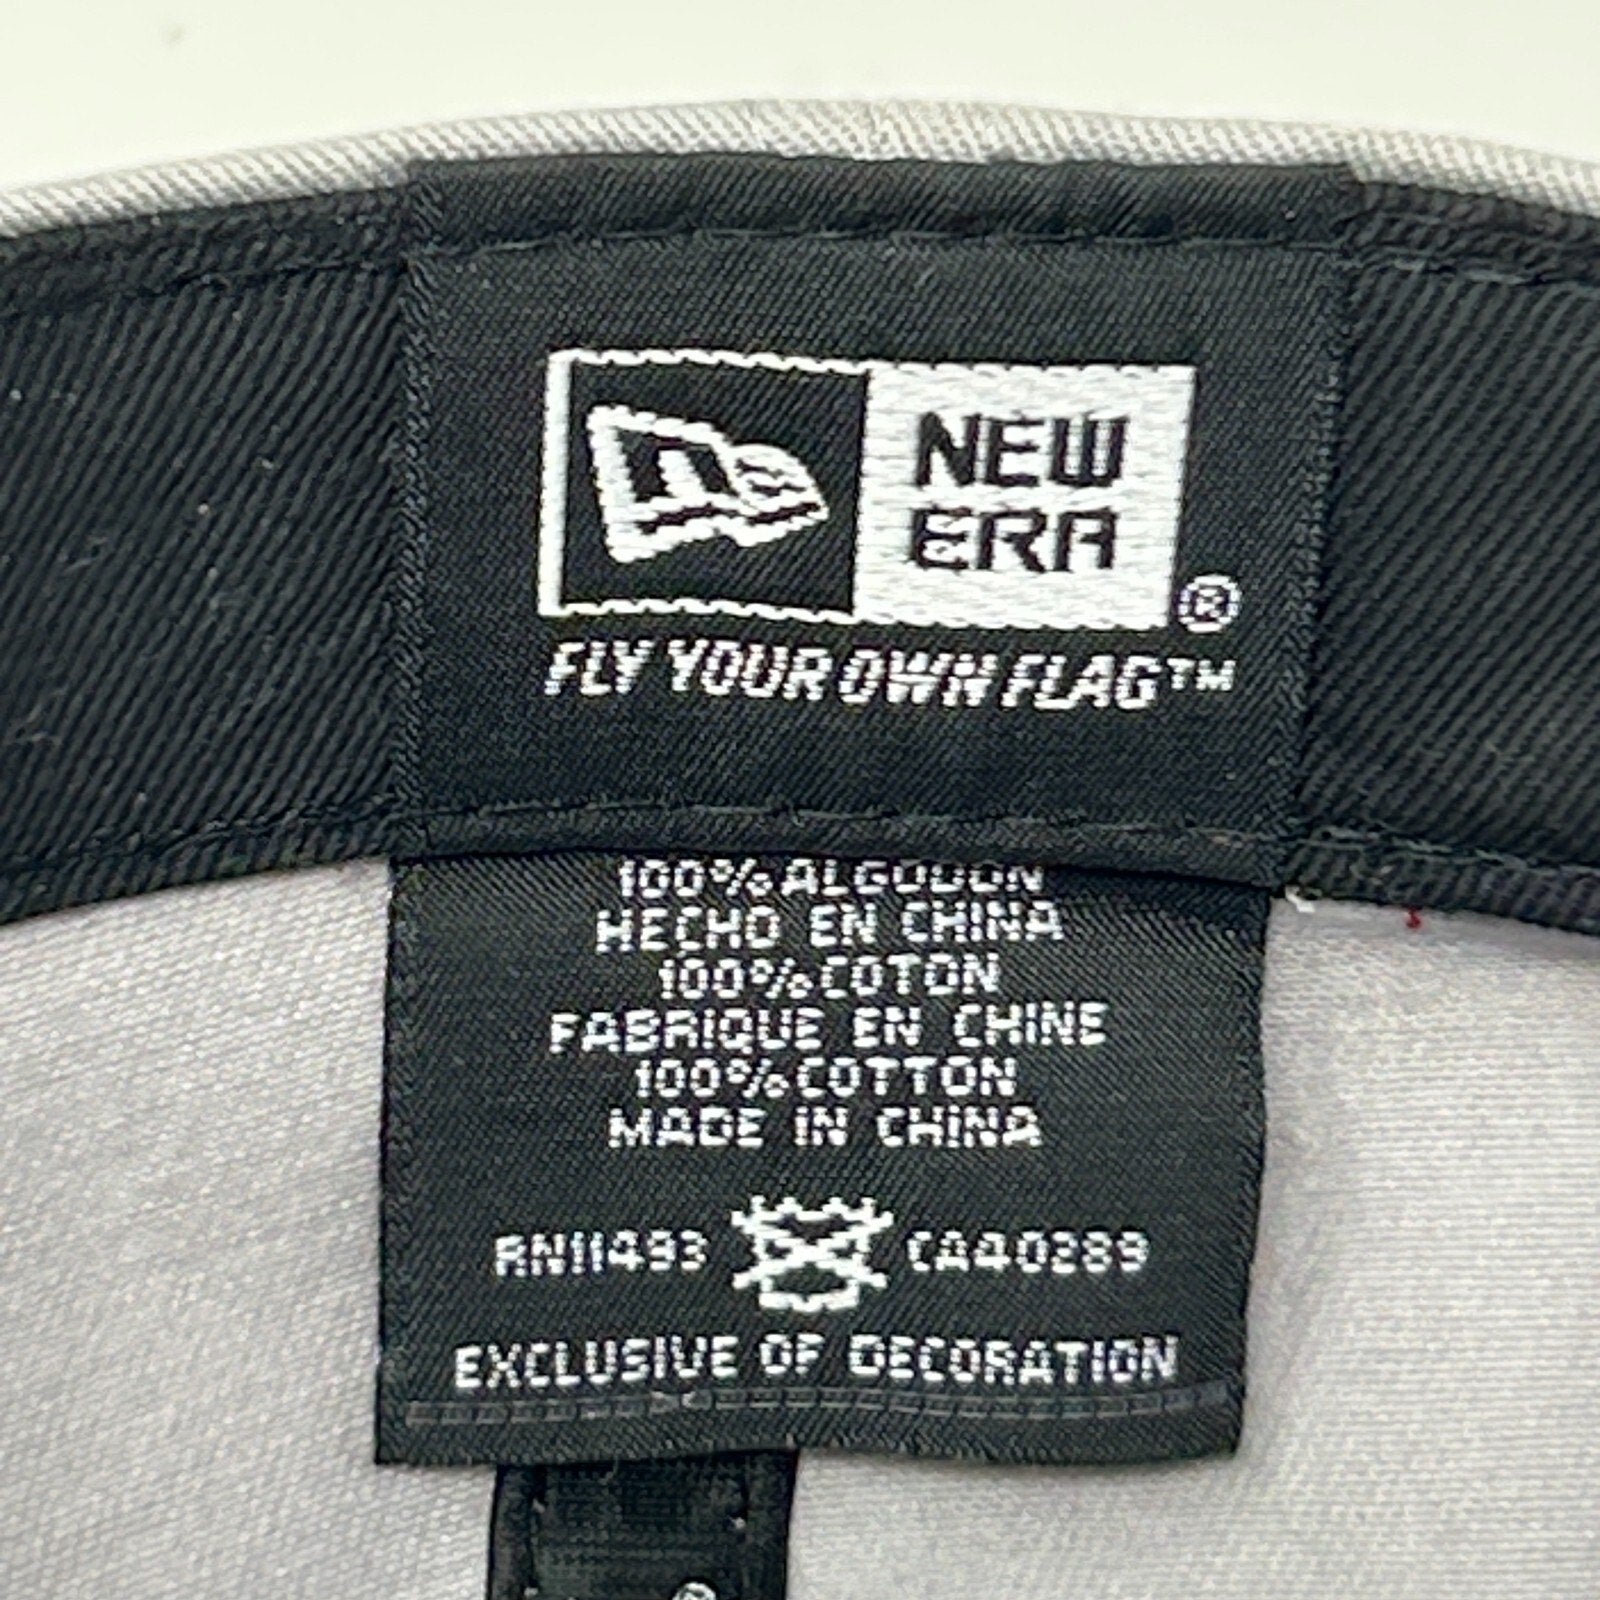 NEW
ERA
®
FLY YOUR OWN FLAG™
100% ALGODON
HECHO EN CHINA
100% COTON
FABRIQUE EN CHINE
100% COTTON
MADE IN CHINA
RN11493 CA40289
EXCLUSIVE OF DECORATION
®